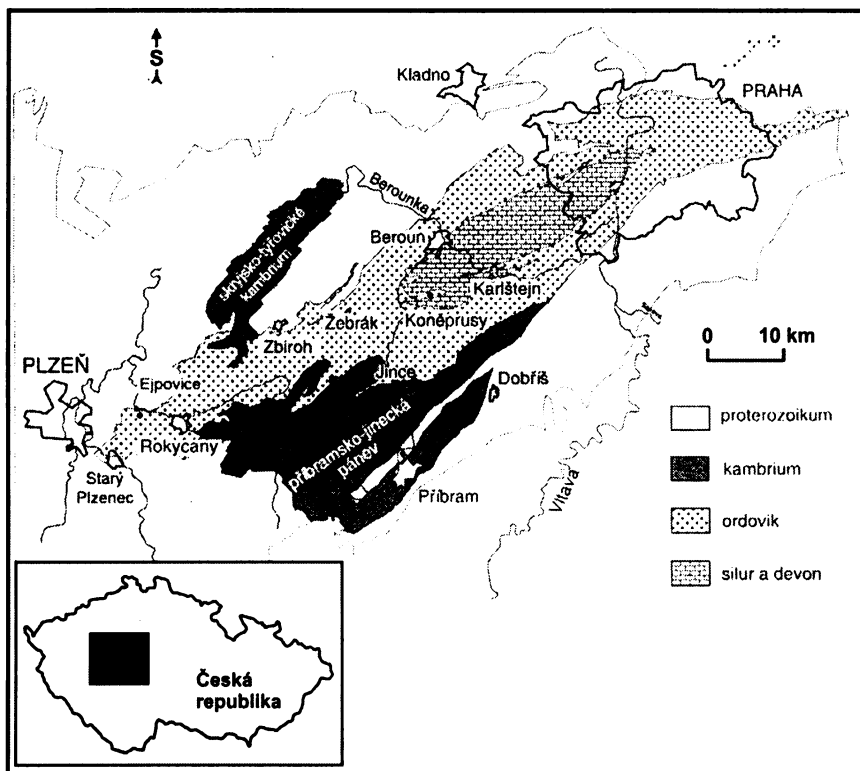 S
Kladno
PRAHA
Berounka
skryjsko-týřovické
kambrium
Beroun
Karlštejn
Koněprusy
Žebrák
Zbiroh
0 10 km
PLZEŇ
Ejpovice
Jince
Dobříš
Rokycany
příbramsko-jinecká
pánev
Starý
Plzenec
Příbram
Vltava
proterozoikum
kambrium
ordovik
silur a devon
Česká
republika